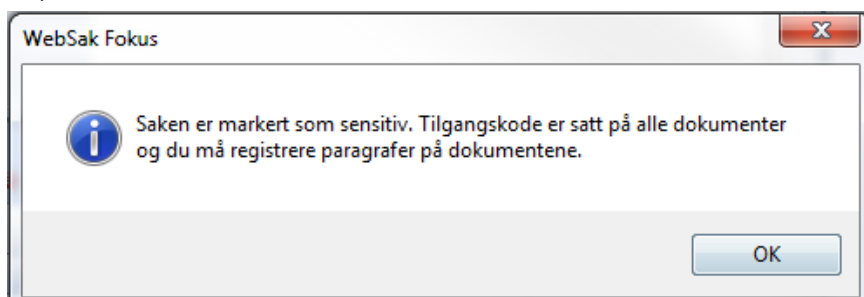 WebSak Fokus
Saken er markert som sensitiv. Tilgangskode er satt på alle dokumenter
og du må registrere paragrafer på dokumentene.
OK